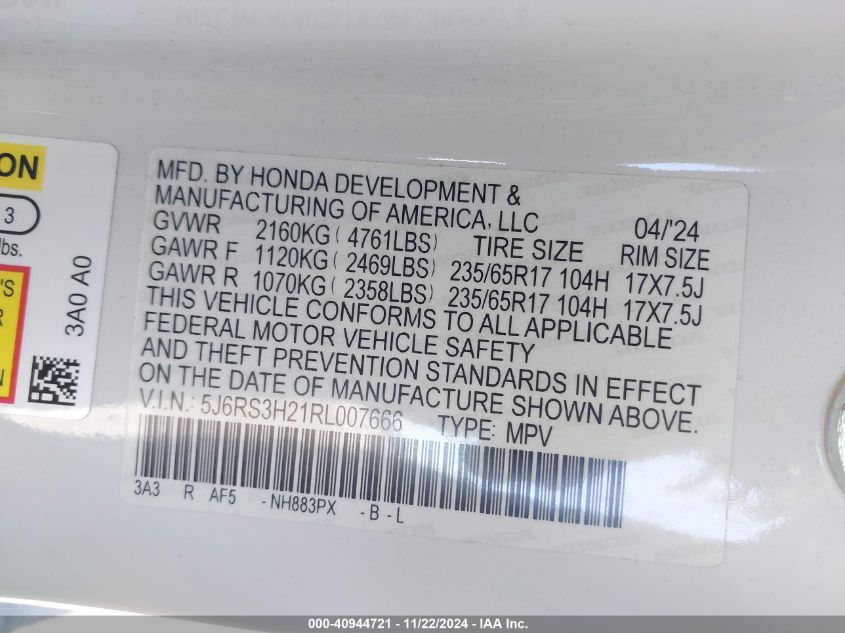 ON
3
lbs.
'S
R
N
3A0 A0
MFD. BY HONDA DEVELOPMENT &
MANUFACTURING OF AMERICA, LLC 04/'24
GVWR 2160KG ( 4761LBS) TIRE SIZE RIM SIZE
GAWR F 1120KG ( 2469LBS) 235/65R17 104H 17X7.5J
GAWR R 1070KG ( 2358LBS) 235/65R17 104H 17X7.5J
THIS VEHICLE CONFORMS TO ALL APPLICABLE
FEDERAL MOTOR VEHICLE SAFETY
AND THEFT PREVENTION STANDARDS IN EFFECT
ON THE DATE OF MANUFACTURE SHOWN ABOVE.
V.I.N.: 5J6RS3H21RL007666 TYPE: MPV
3A3 R AF5 -NH883PX -B-L
000-40944721 - 11/22/2024 - IAA Inc.